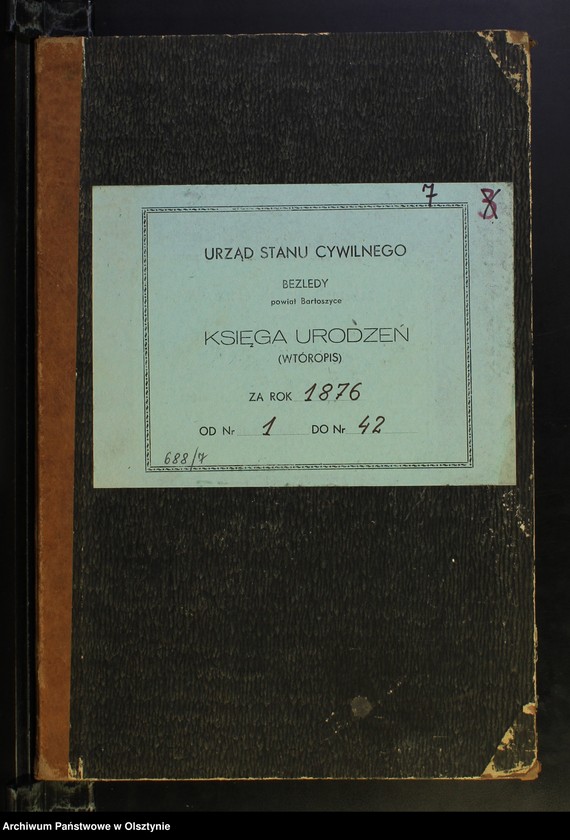 7
URZĄD STANU CYWILNEGO
BEZLEDY
powiat Bartoszyce
KSIĘGA URODZEŃ
(WTÓROPIS)
ZA ROK 1876
OD Nr 1 DO Nr 42
688/7
Archiwum Państwowe w Olsztynie